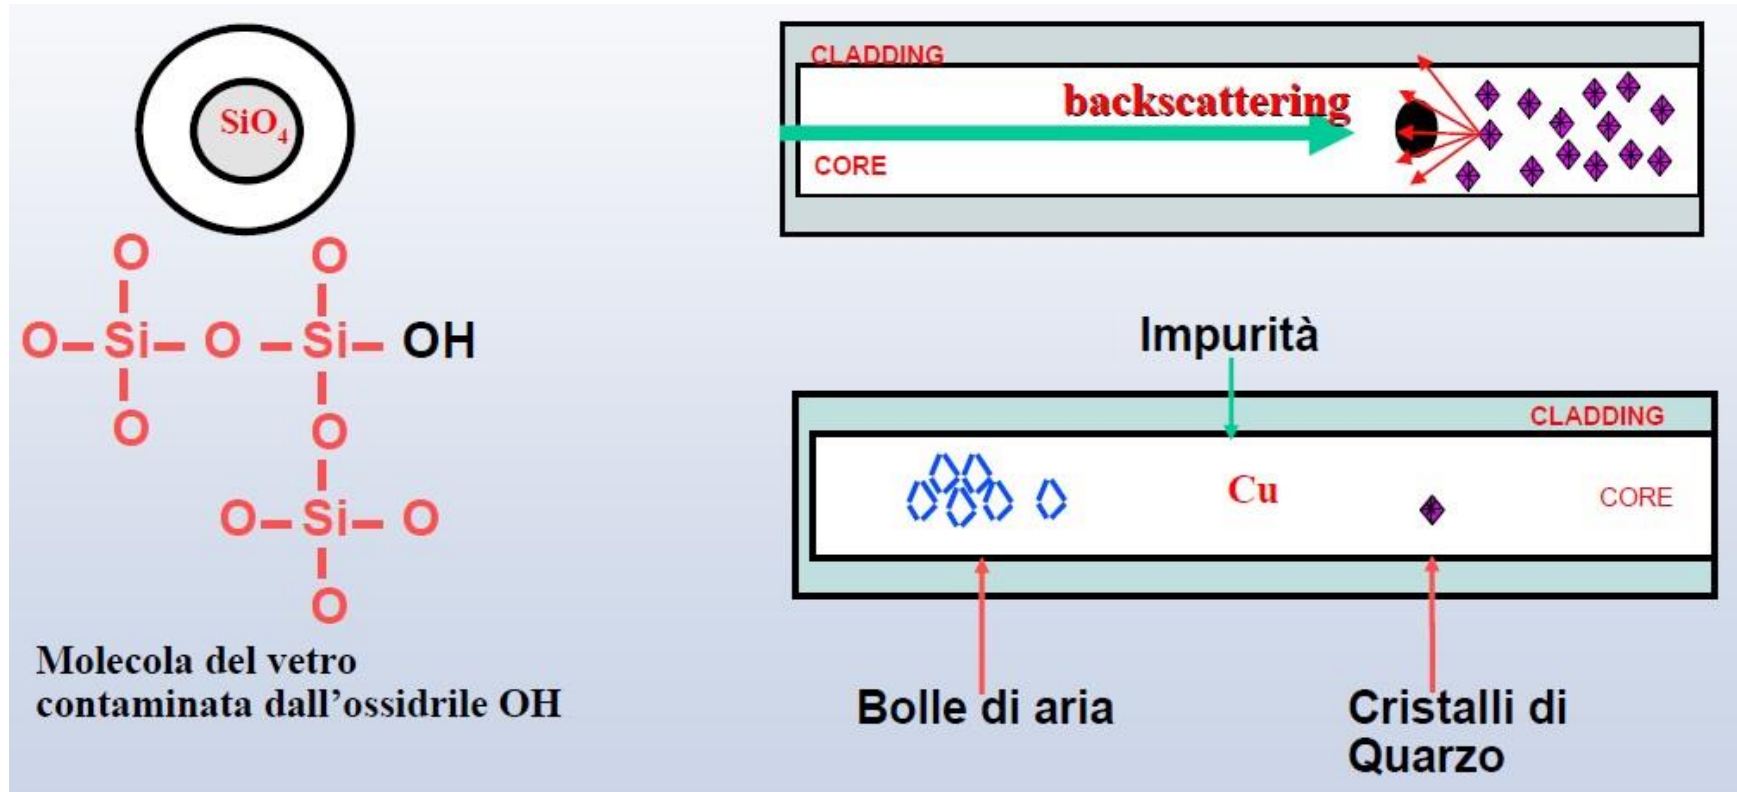 SiO4
O O
O Si O Si OH
O O
O Si O
O
Molecola del vetro
contaminata dall'ossidrile OH
CLADDING
backscattering
CORE
Impurità
CLADDING
Cu
CORE
Bolle di aria
Cristalli di
Quarzo